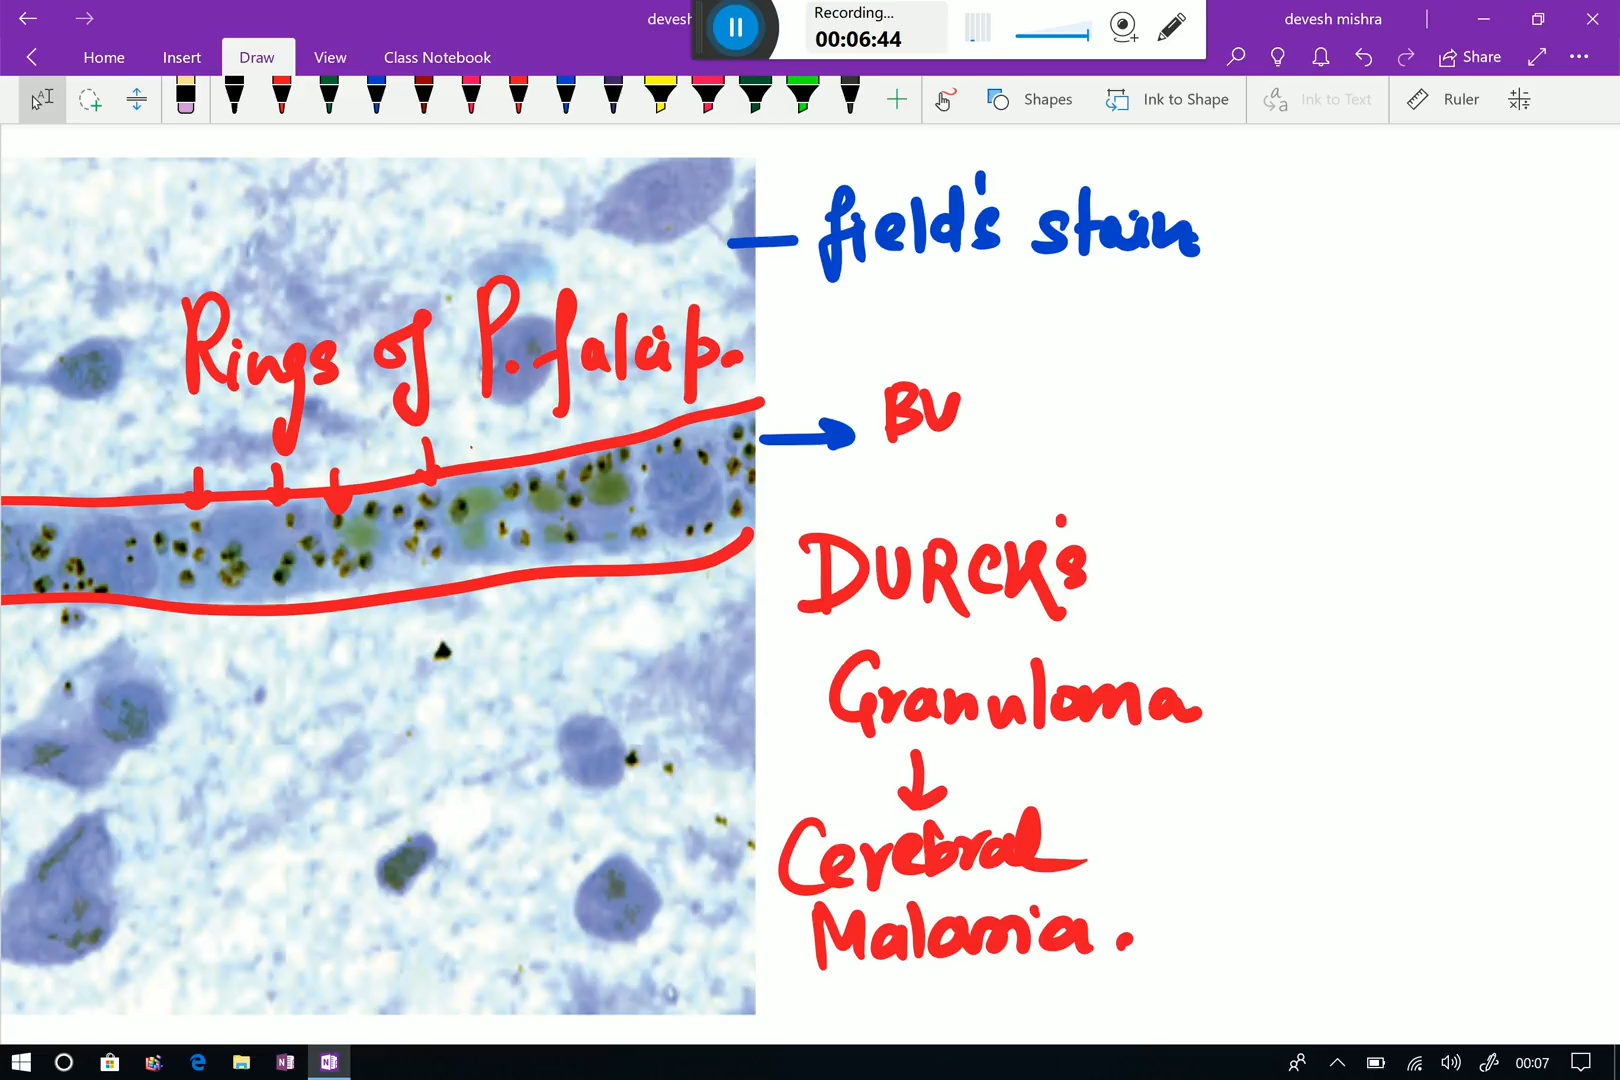 devesh
Recording...
00:06:44
devesh mishra
Home Insert Draw View Class Notebook
Share
Shapes Ink to Shape Ink to Text Ruler
field's stain
Rings of P. falcip.
BV
DURCK's
Granuloma
Cerebral
Malaria.
00:07